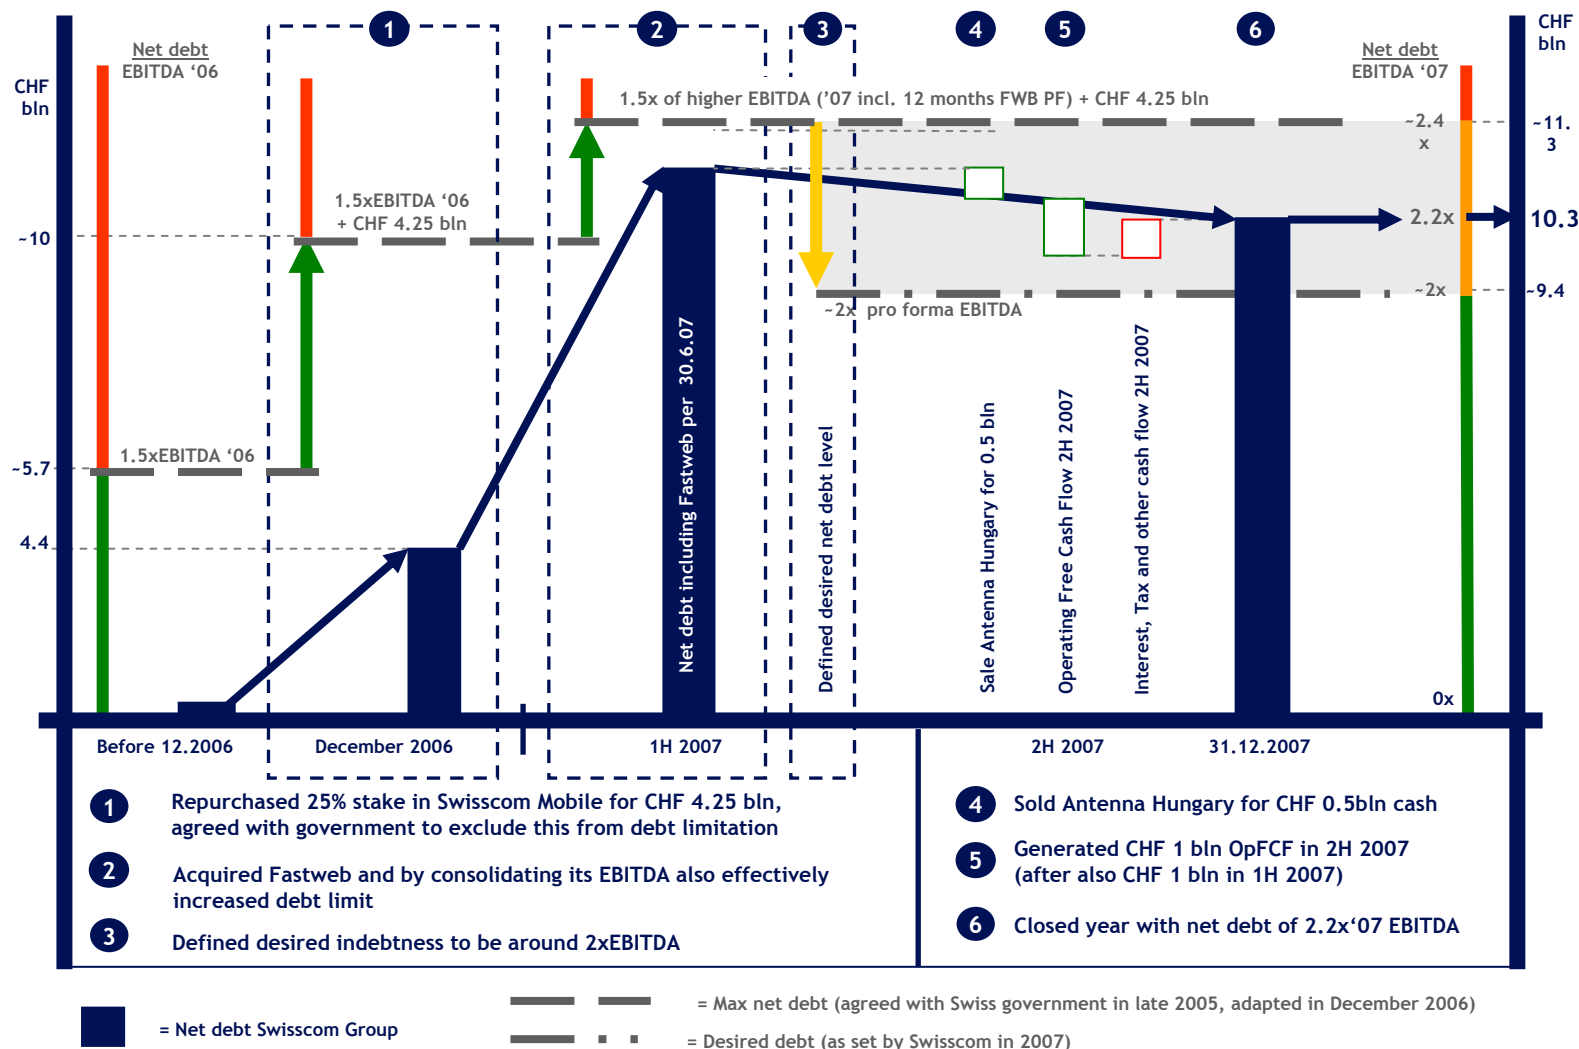 1
2
3
4
5
6
CHF
bln
Net debt
EBITDA ‘06
Net debt
EBITDA ‘07
CHF
bln
1.5x of higher EBITDA (’07 incl. 12 months FWB PF) + CHF 4.25 bln
~2.4
x
~11.
3
1.5xEBITDA ‘06
+ CHF 4.25 bln
~10
2.2x
10.3
~2x
~9.4
~2x pro forma EBITDA
1.5xEBITDA ‘06
~5.7
4.4
Net debt including Fastweb per 30.6.07
Defined desired net debt level
Sale Antenna Hungary for 0.5 bln
Operating Free Cash Flow 2H 2007
Interest, Tax and other cash flow 2H 2007
0x
Before 12.2006
December 2006
1H 2007
2H 2007
31.12.2007
1
Repurchased 25% stake in Swisscom Mobile for CHF 4.25 bln,
agreed with government to exclude this from debt limitation
2
Acquired Fastweb and by consolidating its EBITDA also effectively
increased debt limit
3
Defined desired indebtness to be around 2xEBITDA
4
Sold Antenna Hungary for CHF 0.5bln cash
5
Generated CHF 1 bln OpFCF in 2H 2007
(after also CHF 1 bln in 1H 2007)
6
Closed year with net debt of 2.2x‘07 EBITDA
= Net debt Swisscom Group
= Max net debt (agreed with Swiss government in late 2005, adapted in December 2006)
= Desired debt (as set by Swisscom in 2007)